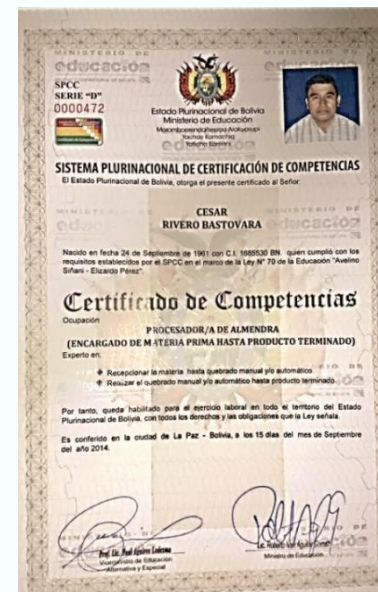 MINISTERIO DE
educación
SPCC
SERIE "D"
0000472
Estado Plurinacional de Bolivia
Ministerio de Educación
SISTEMA PLURINACIONAL DE CERTIFICACIÓN DE COMPETENCIAS
El Estado Plurinacional de Bolivia, otorga el presente certificado al Señor:
CESAR
RIVERO BASTOVARA
Nacido en fecha 24 de Septiembre de 1961 con C.I. 1685530 BN. quien cumplió con los
requisitos establecidos por el SPCC en el marco de la Ley N° 70 de la Educación "Avelino
Siñani - Elizardo Pérez".
Certificado de Competencias
Ocupación
PROCESADOR/A DE ALMENDRA
(ENCARGADO DE MATERIA PRIMA HASTA PRODUCTO TERMINADO)
Experto en:
Recepcionar la materia hasta quebrado manual y/o automático
Realizar el quebrado manual y/o automático hasta producto terminado
Por tanto, queda habilitado para el ejercicio laboral en todo el territorio del Estado
Plurinacional de Bolivia, con todos los derechos y las obligaciones que la Ley señala.
Es conferido en la ciudad de La Paz - Bolivia, a los 15 días del mes de Septiembre
del año 2014.
Viceministro de Educación
Alternativa y Especial
Ministro de Educación